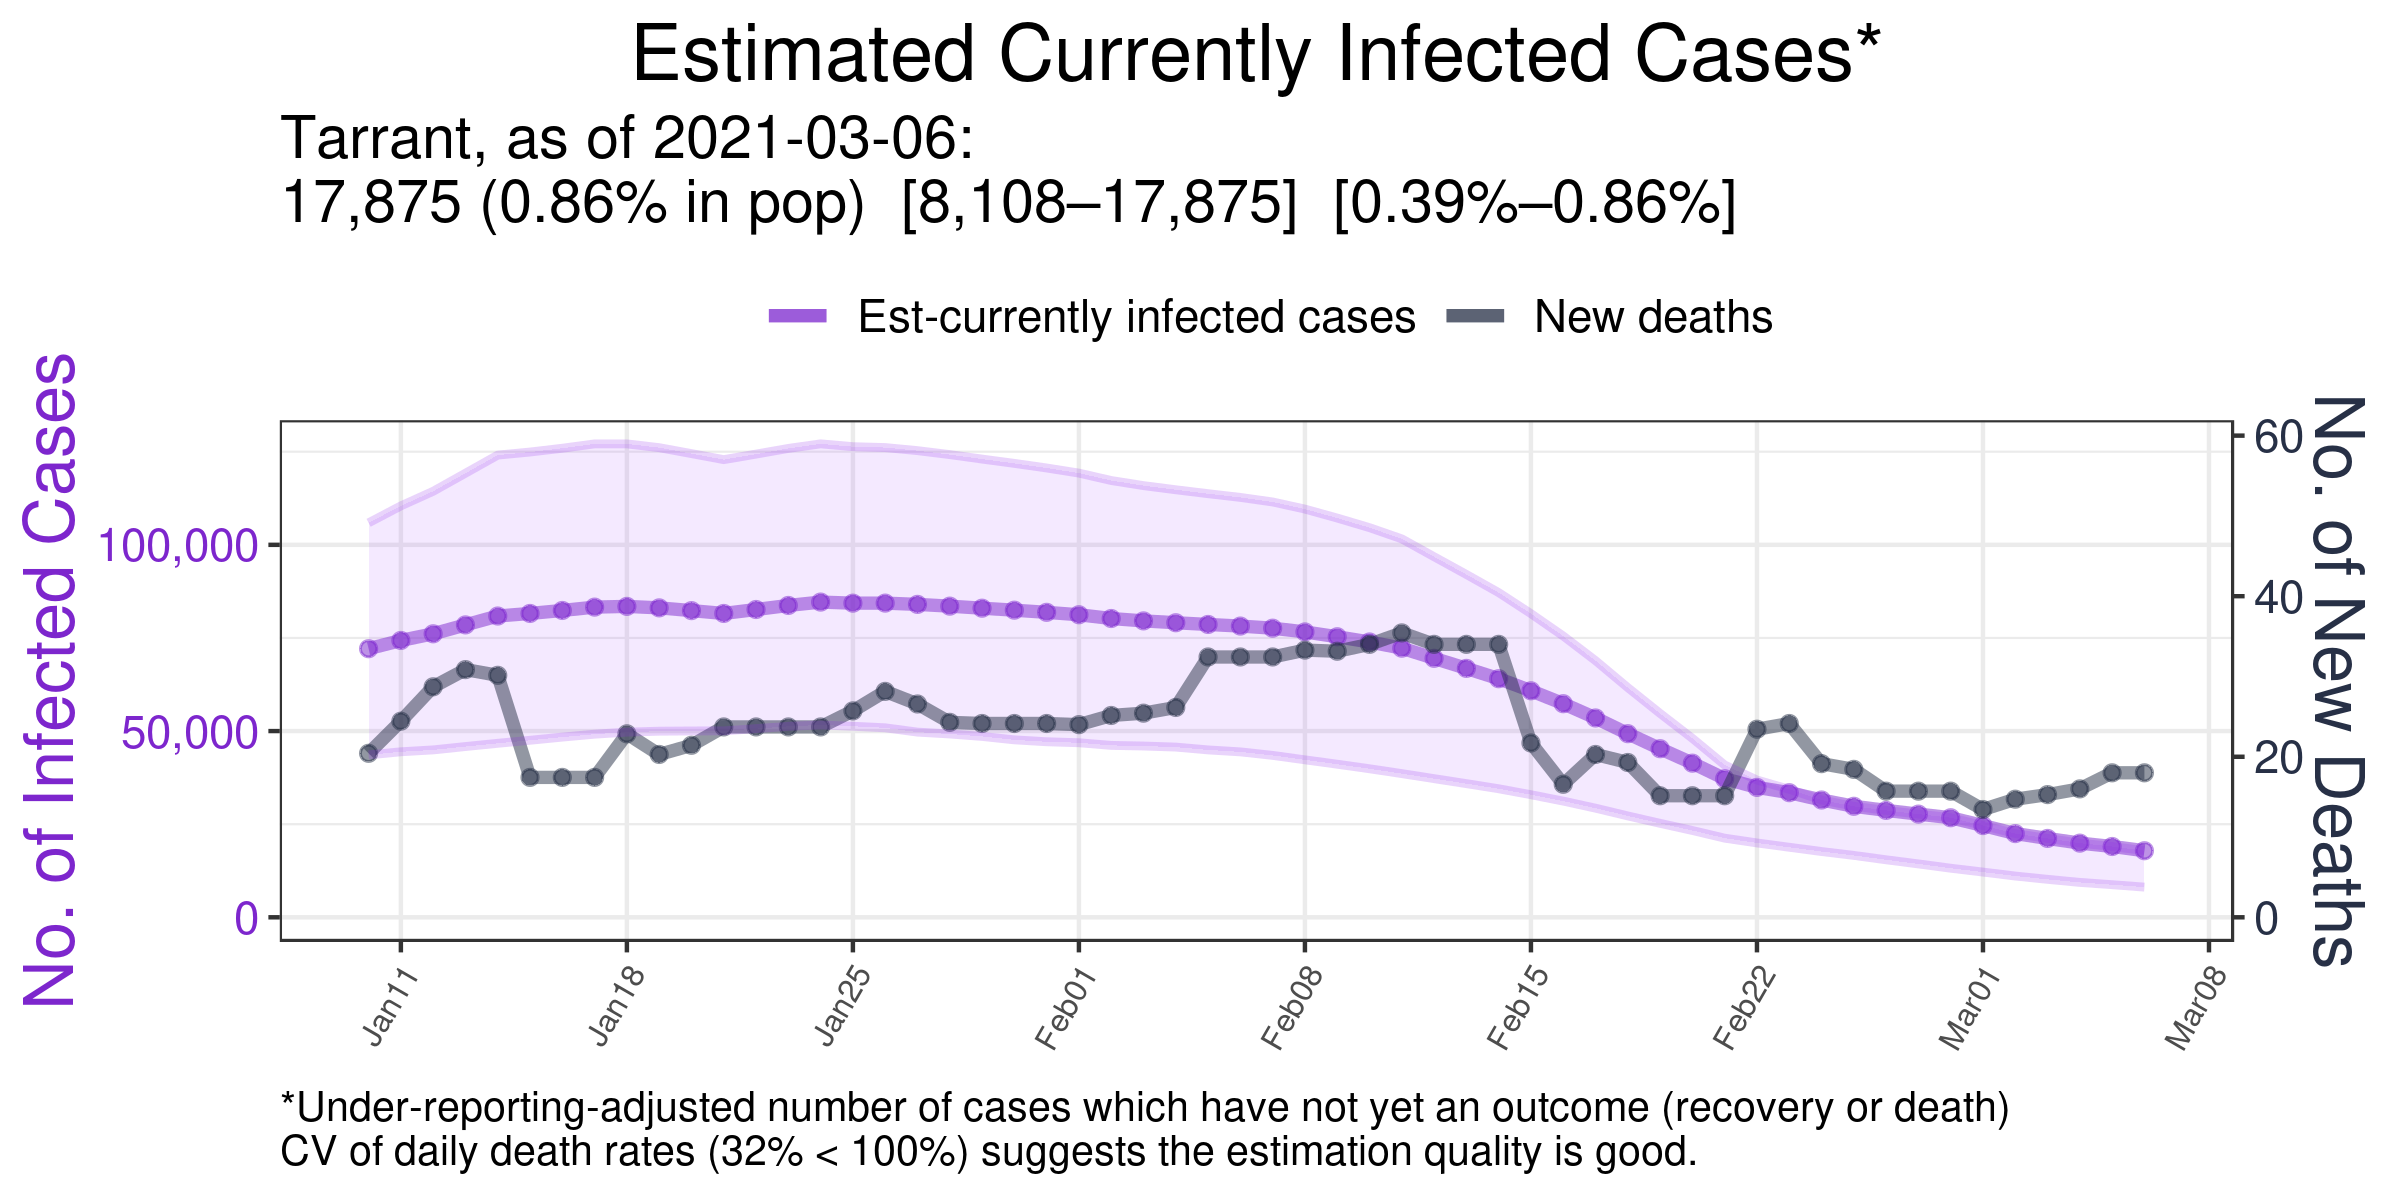 Estimated Currently Infected Cases*
Tarrant, as of 2021-03-06:
17,875 (0.86% in pop)  [8,108–17,875]  [0.39%–0.86%]
Est-currently infected cases
New deaths
No. of Infected Cases
100,000
50,000
0
60
40
20
0
No. of New Deaths
Jan11
Jan18
Jan25
Feb01
Feb08
Feb15
Feb22
Mar01
Mar08
*Under-reporting-adjusted number of cases which have not yet an outcome (recovery or death)
CV of daily death rates (32% < 100%) suggests the estimation quality is good.